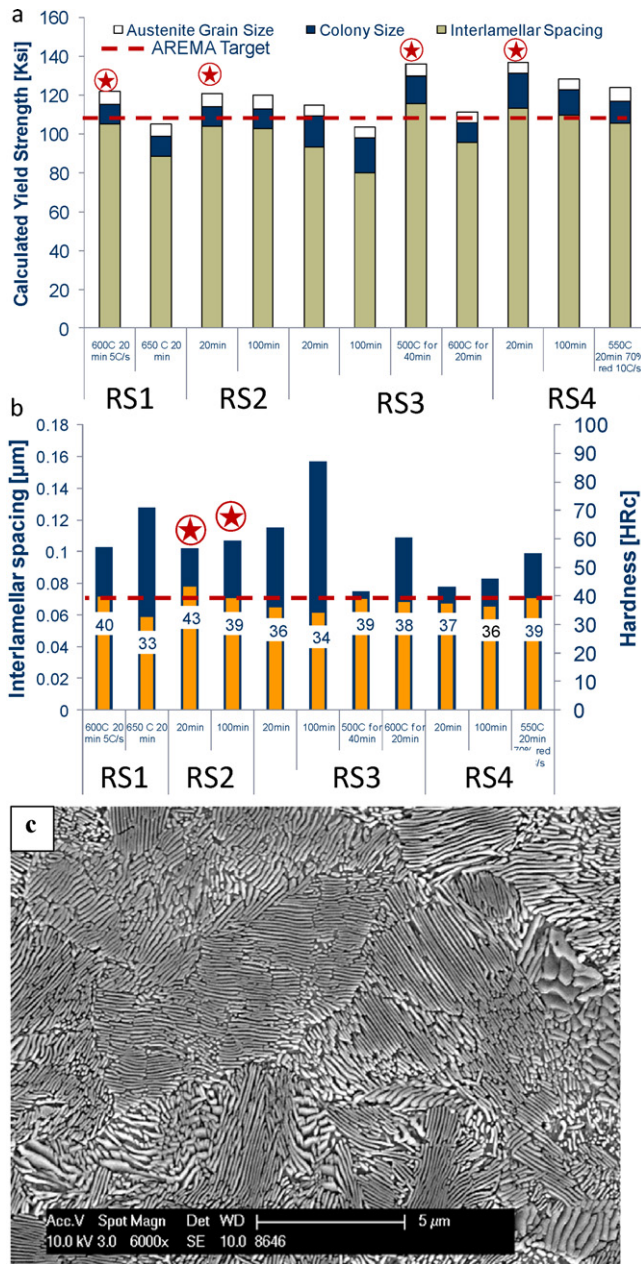 a
160
140
120
100
80
60
40
20
0
Calculated Yield Strength [Ksi]
Austenite Grain Size Colony Size Interlamellar Spacing
AREMA Target
600C 20 min 5C/s
650 C 20 min
20min
100min
20min
100min
500C for 40min
600C for 20min
20min
100min
550C 20min 70% red 10C/s
RS1 RS2 RS3 RS4
b
0.18
0.16
0.14
0.12
0.1
0.08
0.06
0.04
0.02
0
Interlamellar spacing [µm]
100
90
80
70
60
50
40
30
20
10
0
Hardness [HRc]
40 33 43 39 36 34 39 38 37 36 39
600C 20 min 5C/s
650 C 20 min
20min
100min
20min
100min
500C for 40min
600C for 20min
20min
100min
550C 20min 70% red
RS1 RS2 RS3 RS4
c
Acc.V Spot Magn Det WD 5 µm
10.0 kV 3.0 6000x SE 10.0 8646